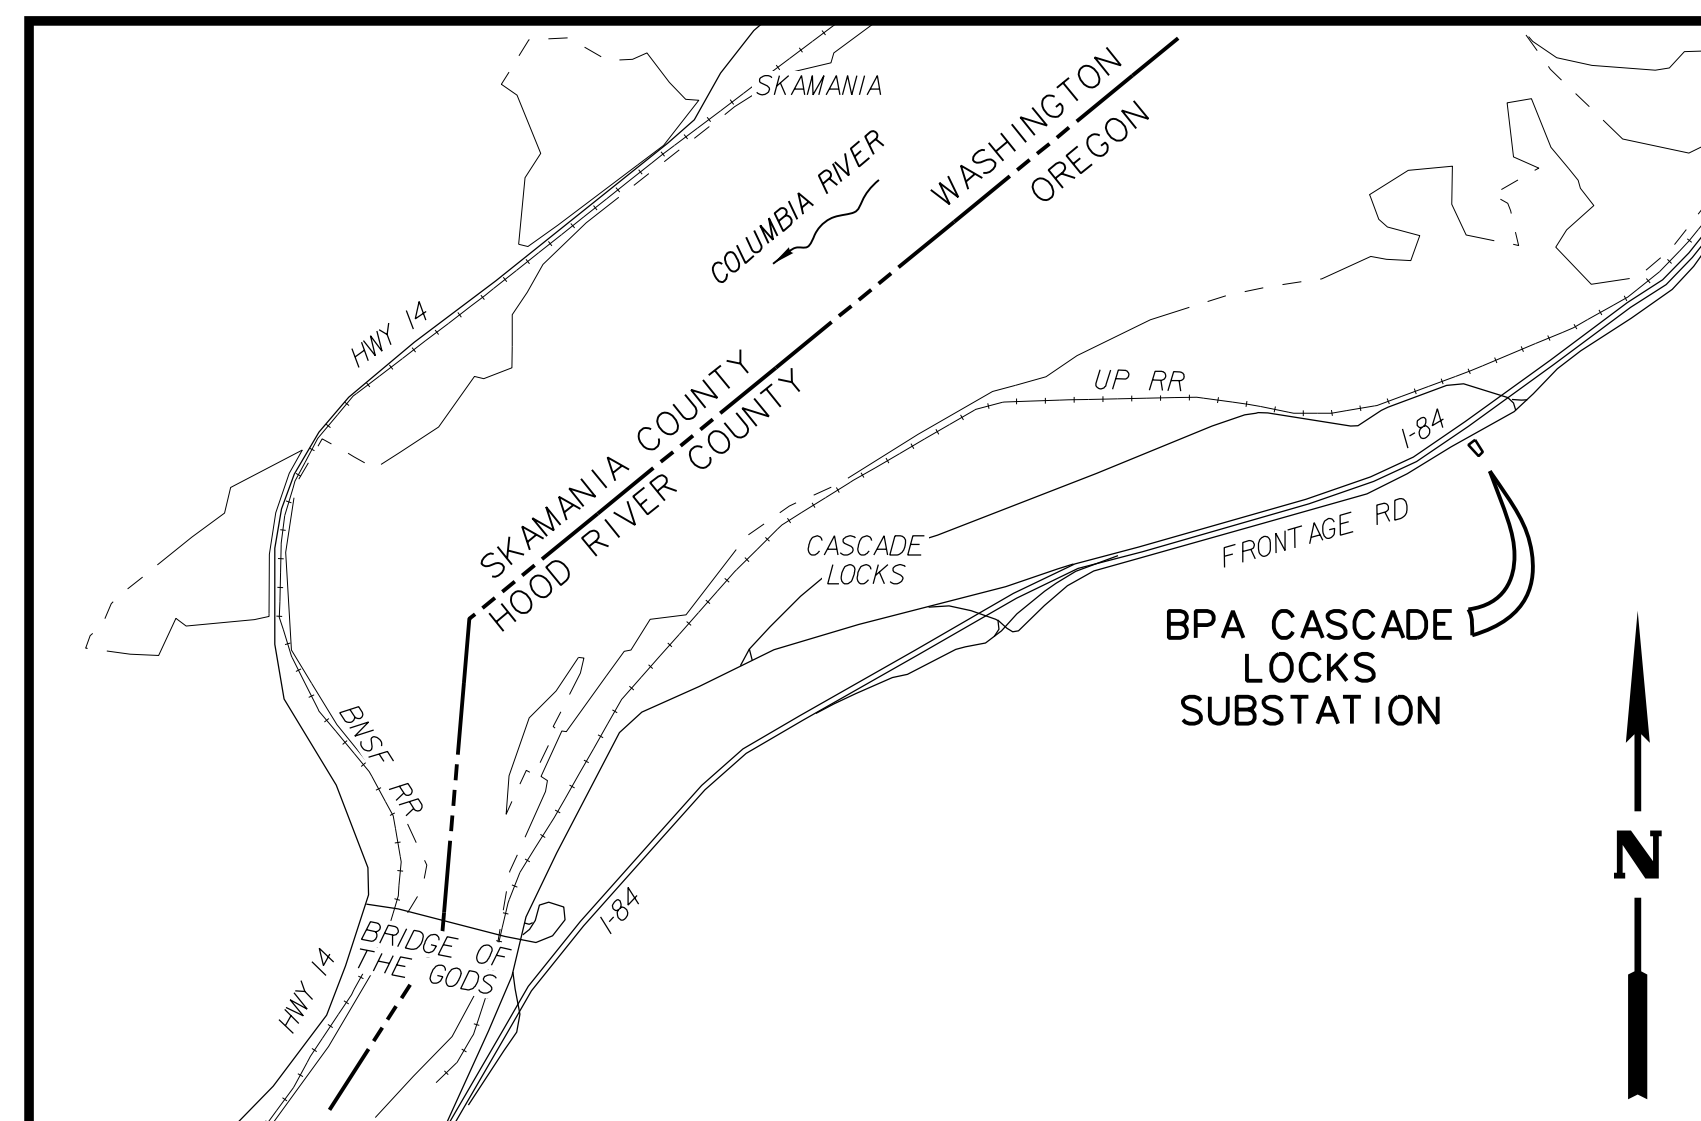 SKAMANIA
WASHINGTON
OREGON
COLUMBIA RIVER
HWY 14
SKAMANIA COUNTY
HOOD RIVER COUNTY
UP RR
I-84
CASCADE
LOCKS
FRONTAGE RD
BPA CASCADE
LOCKS
SUBSTATION
BNSF RR
N
I-84
BRIDGE OF
THE GODS
HWY 14